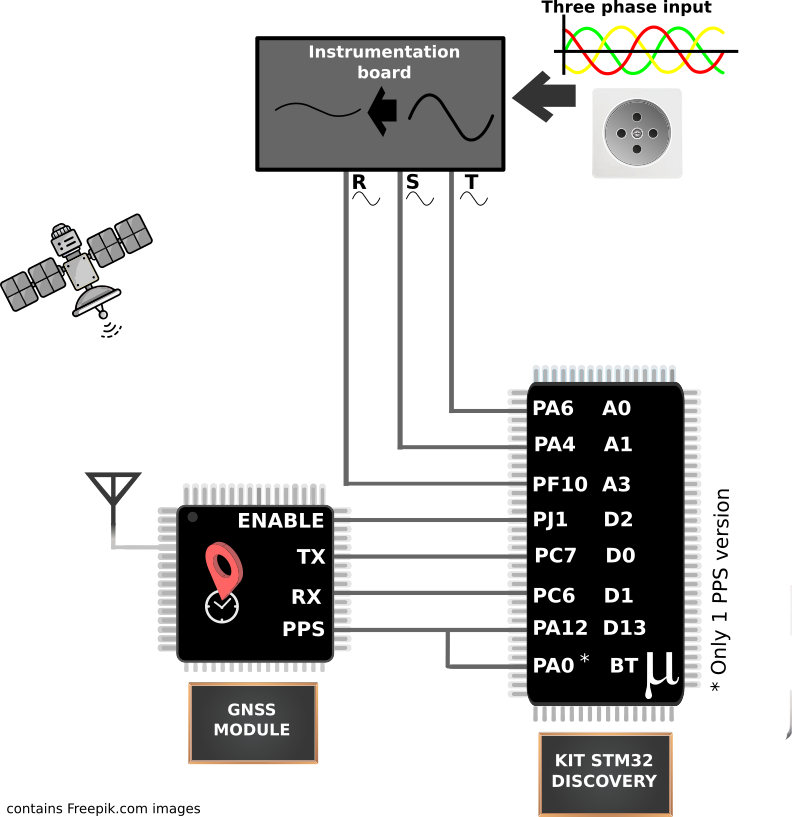 Three phase input
Instrumentation
board
R S T
PA6 A0
PA4 A1
PF10 A3
PJ1 D2
PC7 D0
PC6 D1
PA12 D13
PA0 * BT
µ
* Only 1 PPS version
ENABLE
TX
RX
PPS
GNSS
MODULE
KIT STM32
DISCOVERY
contains Freepik.com images